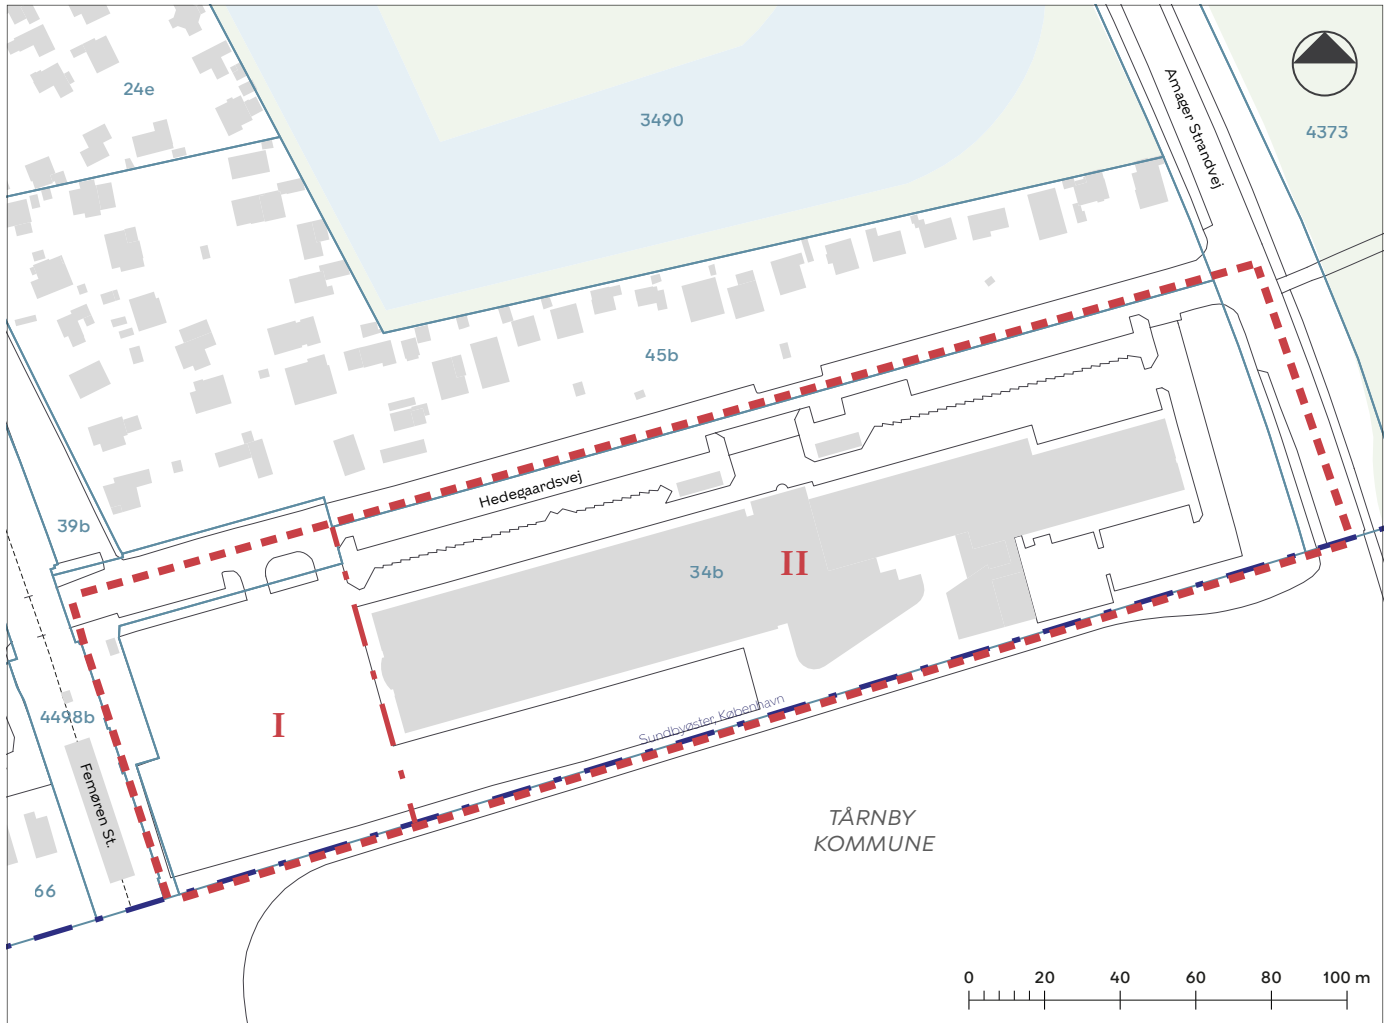 24e
3490
Amager Strandvej
4373
45b
Hedegaardsvej
39b
34b
II
4498b
I
Sundbyøster, København
Femøren St.
TÅRNBY
KOMMUNE
66
0 20 40 60 80 100 m